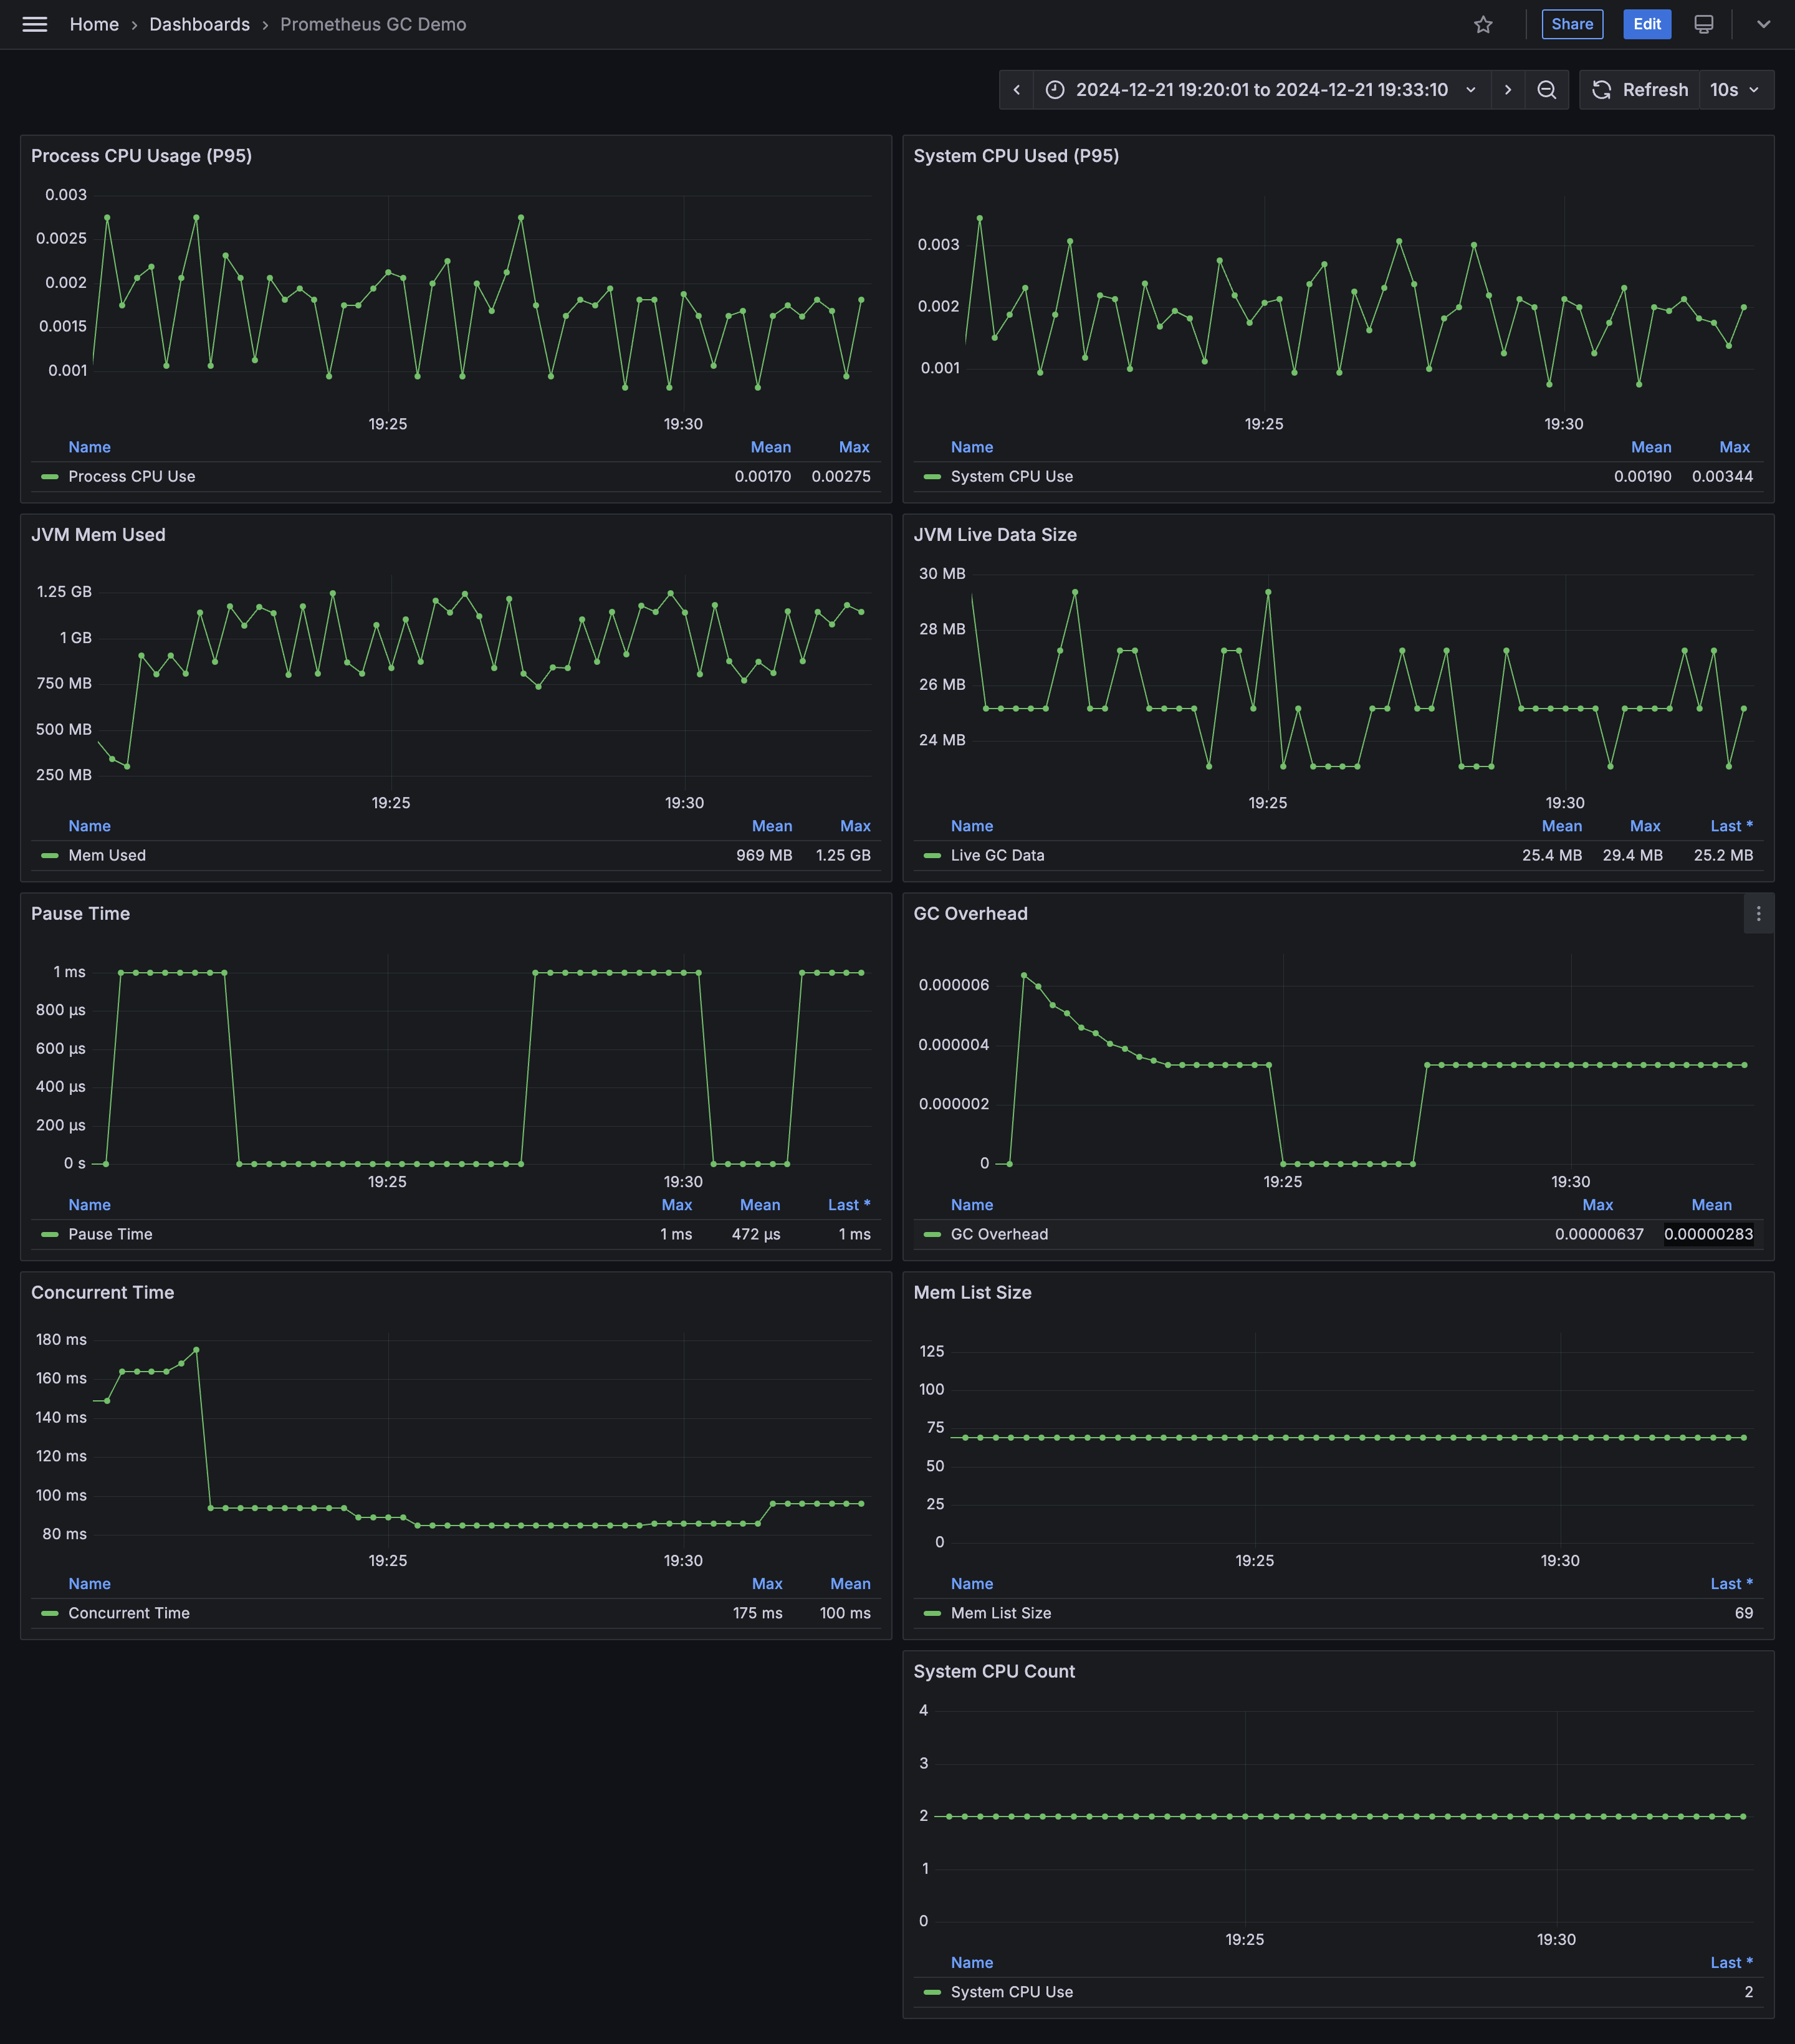 Home › Dashboards › Prometheus GC Demo
Share Edit
2024-12-21 19:20:01 to 2024-12-21 19:33:10 Refresh 10s
Process CPU Usage (P95)
0.003
0.0025
0.002
0.0015
0.001
19:25 19:30
Name Mean Max
Process CPU Use 0.00170 0.00275
System CPU Used (P95)
0.003
0.002
0.001
19:25 19:30
Name Mean Max
System CPU Use 0.00190 0.00344
JVM Mem Used
1.25 GB
1 GB
750 MB
500 MB
250 MB
19:25 19:30
Name Mean Max
Mem Used 969 MB 1.25 GB
JVM Live Data Size
30 MB
28 MB
26 MB
24 MB
19:25 19:30
Name Mean Max Last *
Live GC Data 25.4 MB 29.4 MB 25.2 MB
Pause Time
1 ms
800 µs
600 µs
400 µs
200 µs
0 s
19:25 19:30
Name Max Mean Last *
Pause Time 1 ms 472 µs 1 ms
GC Overhead
0.000006
0.000004
0.000002
0
19:25 19:30
Name Max Mean
GC Overhead 0.00000637 0.00000283
Concurrent Time
180 ms
160 ms
140 ms
120 ms
100 ms
80 ms
19:25 19:30
Name Max Mean
Concurrent Time 175 ms 100 ms
Mem List Size
125
100
75
50
25
0
19:25 19:30
Name Last *
Mem List Size 69
System CPU Count
4
3
2
1
0
19:25 19:30
Name Last *
System CPU Use 2